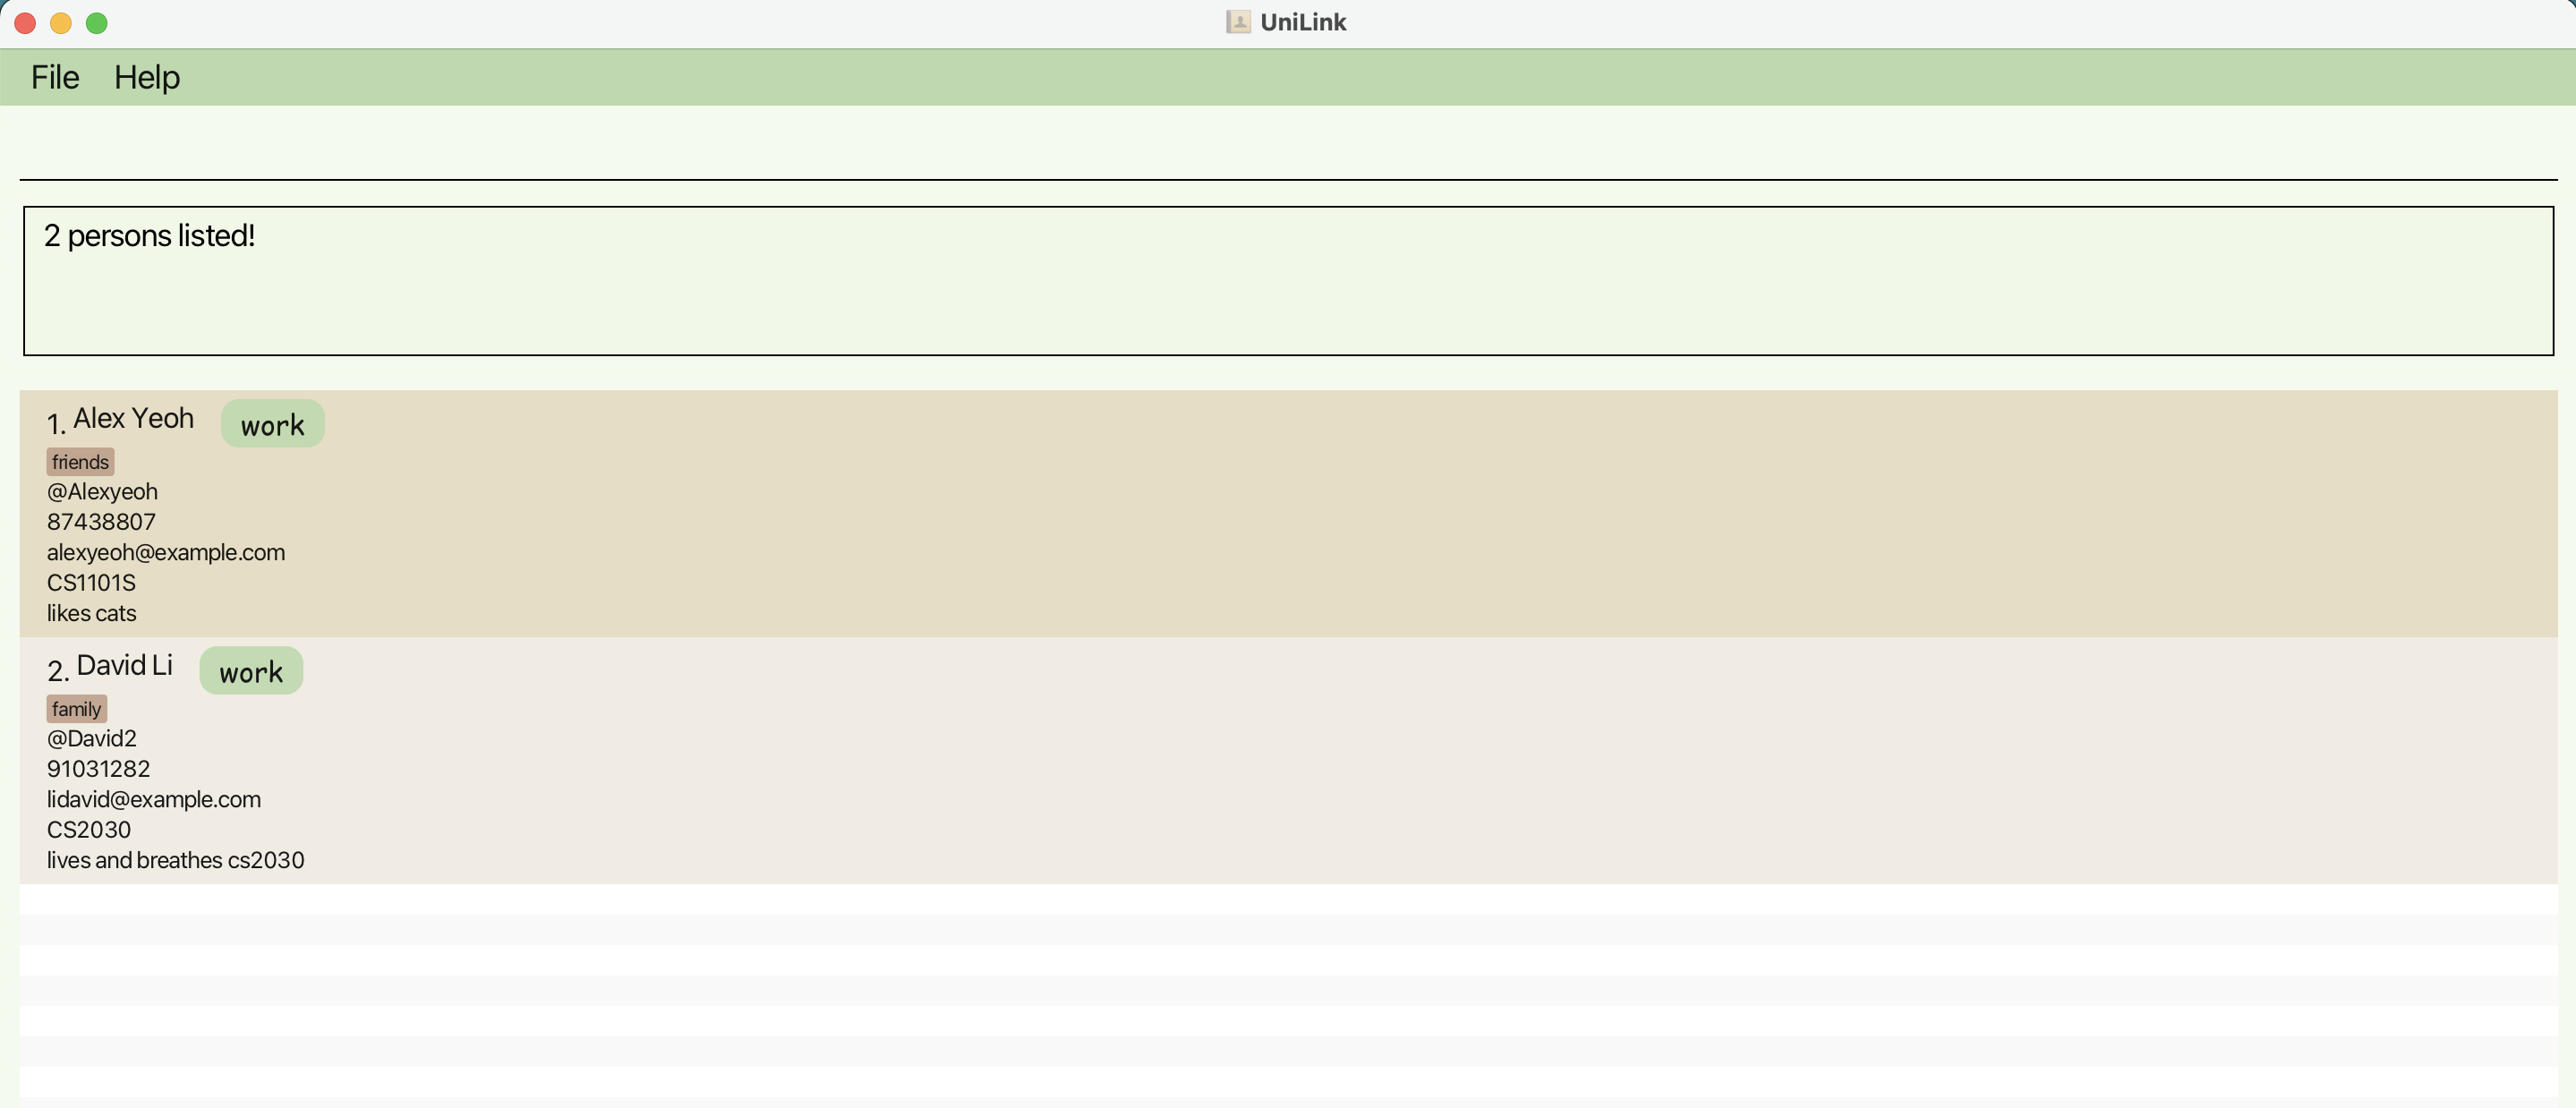 UniLink
File Help
2 persons listed!
1. Alex Yeoh work
friends
@Alexyeoh
87438807
alexyeoh@example.com
CS1101S
likes cats
2. David Li work
family
@David2
91031282
lidavid@example.com
CS2030
lives and breathes cs2030